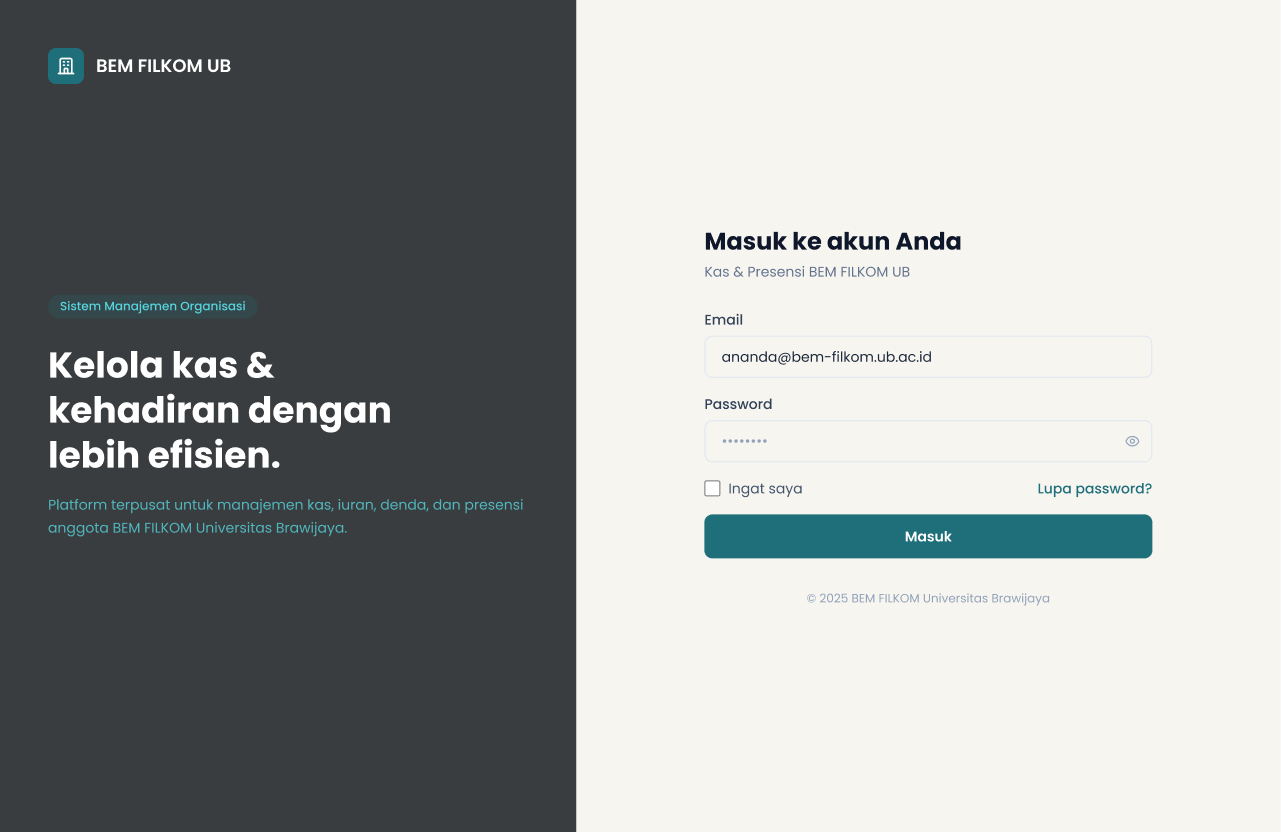 BEM FILKOM UB
Sistem Manajemen Organisasi
Kelola kas &
kehadiran dengan
lebih efisien.
Platform terpusat untuk manajemen kas, iuran, denda, dan presensi
anggota BEM FILKOM Universitas Brawijaya.
Masuk ke akun Anda
Kas & Presensi BEM FILKOM UB
Email
ananda@bem-filkom.ub.ac.id
Password
••••••••
Ingat saya
Lupa password?
Masuk
© 2025 BEM FILKOM Universitas Brawijaya